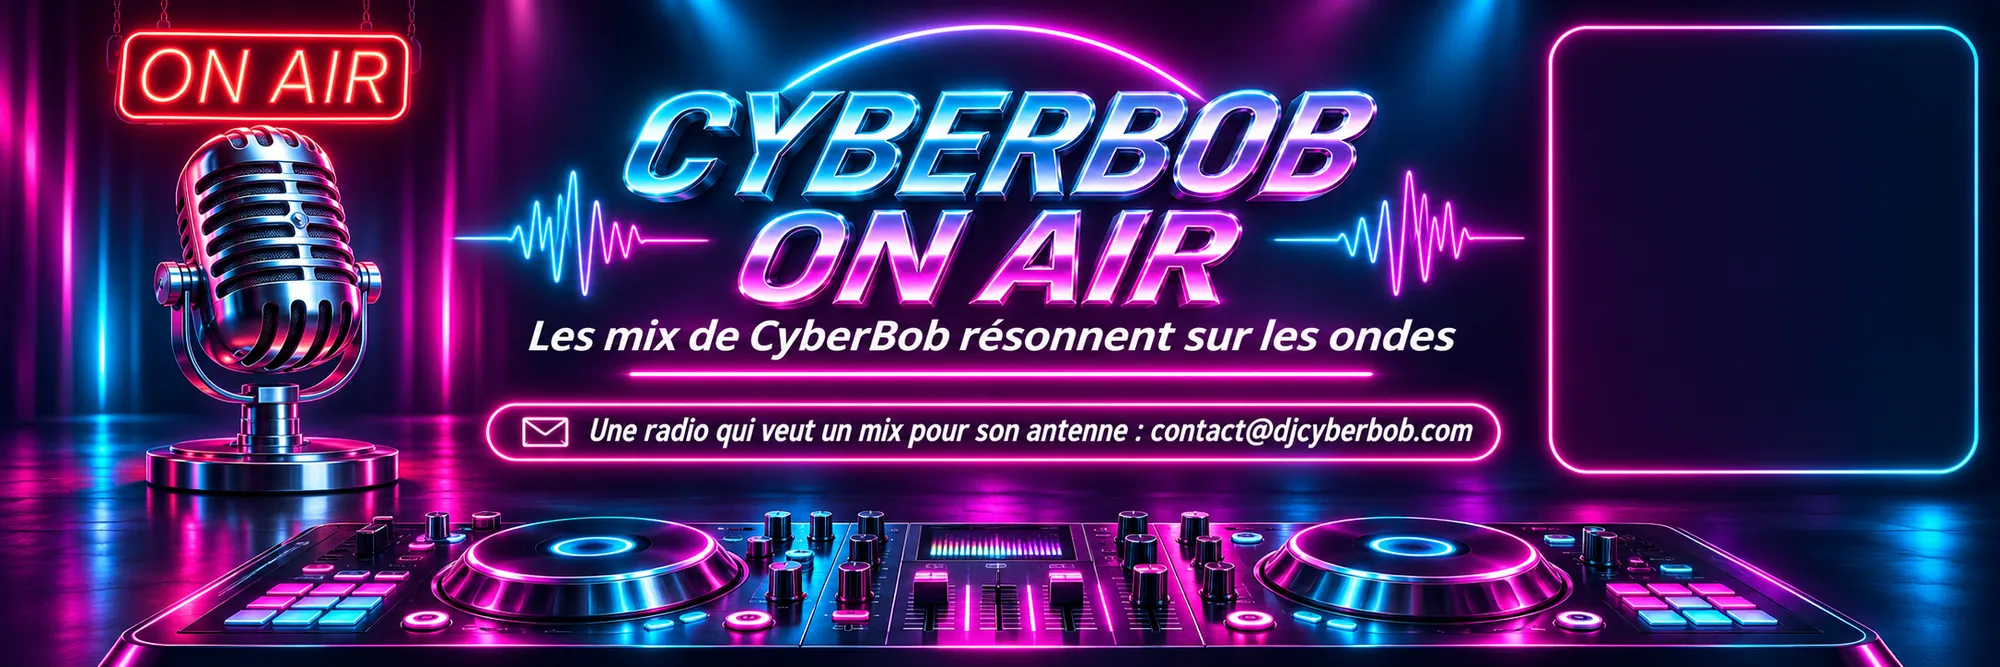 ON AIR
CYBERBOB
ON AIR
Les mix de CyberBob résonnent sur les ondes
Une radio qui veut un mix pour son antenne : contact@djcyberbob.com